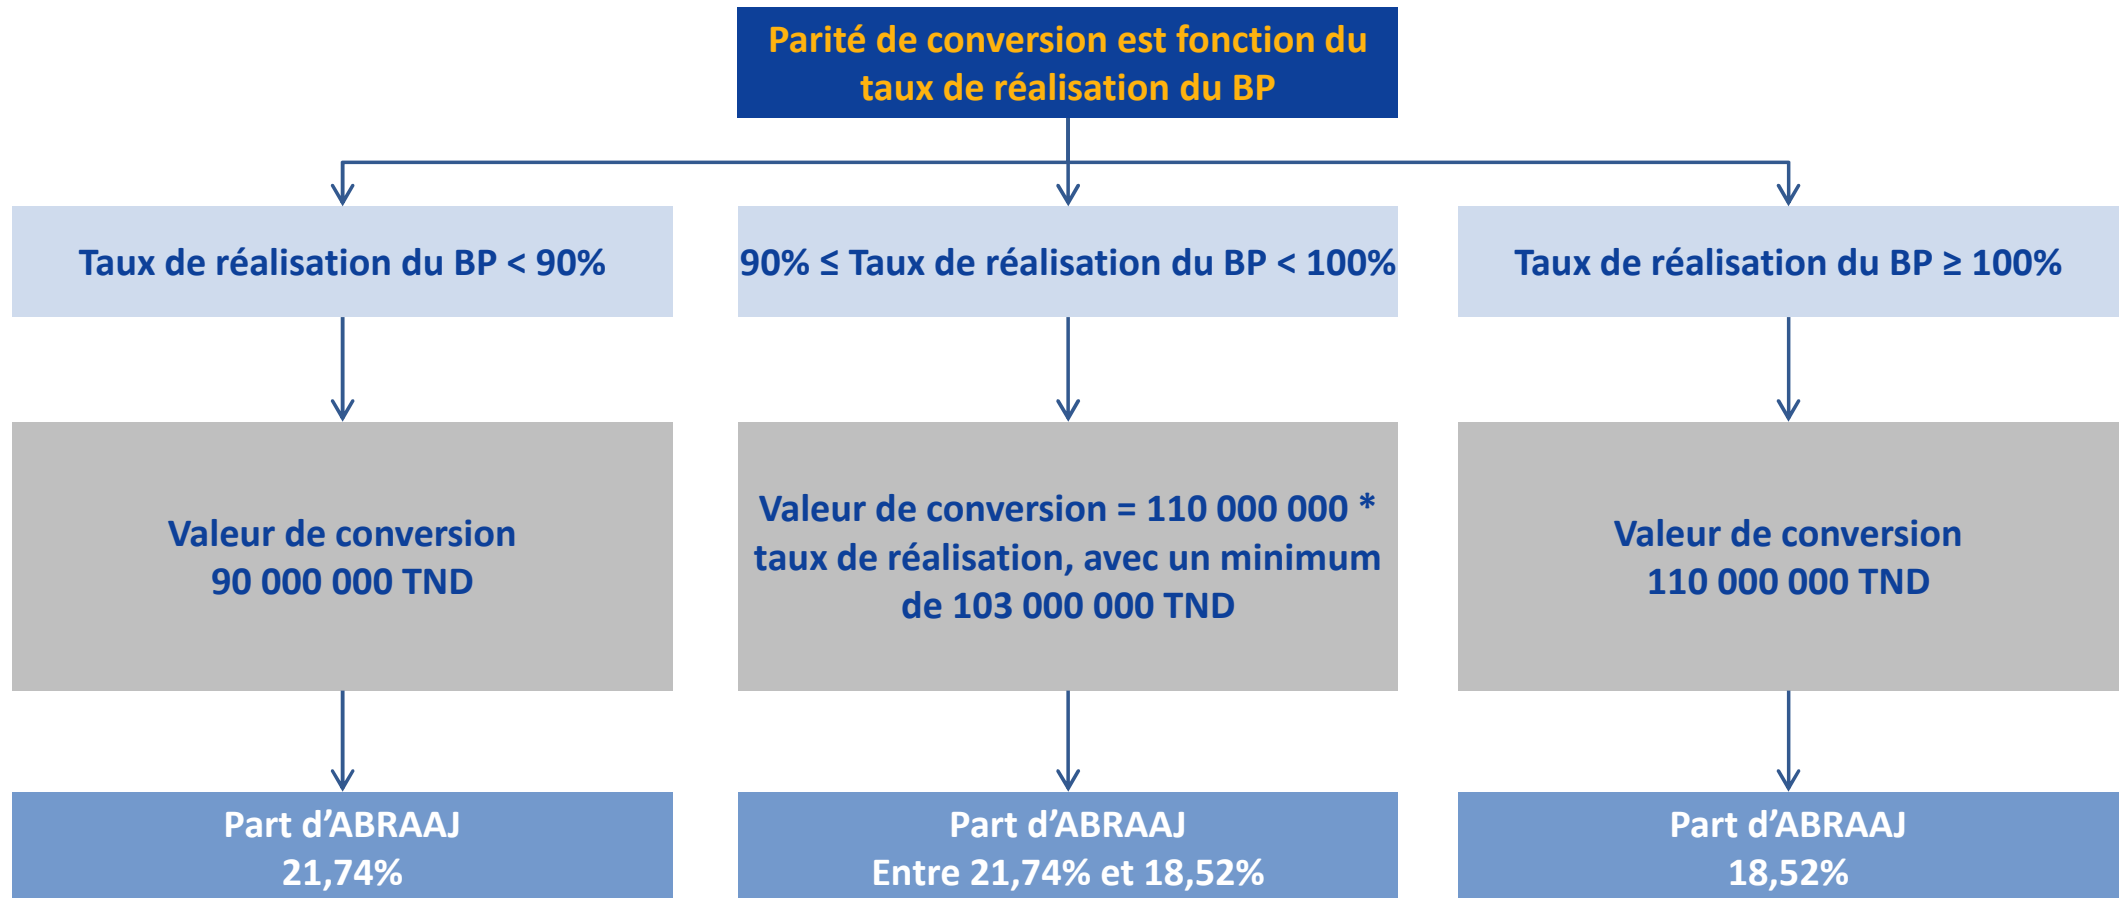 Parité de conversion est fonction du
taux de réalisation du BP
Taux de réalisation du BP < 90%
90% ≤ Taux de réalisation du BP < 100%
Taux de réalisation du BP ≥ 100%
Valeur de conversion
90 000 000 TND
Valeur de conversion = 110 000 000 *
taux de réalisation, avec un minimum
de 103 000 000 TND
Valeur de conversion
110 000 000 TND
Part d’ABRAAJ
21,74%
Part d’ABRAAJ
Entre 21,74% et 18,52%
Part d’ABRAAJ
18,52%